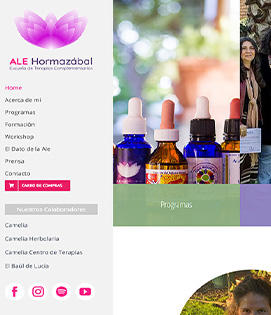 ALE Hormazábal
Escuela de Terapias Complementarias
Home
Acerca de mi
Programas
Formación
Workshop
El Dato de la Ale
Prensa
Contacto
CARRO DE COMPRAS
Nuestros Colaboradores
Camelia
Camelia Herbolaria
Camelia Centro de Terapias
El Baúl de Lucía
Programas